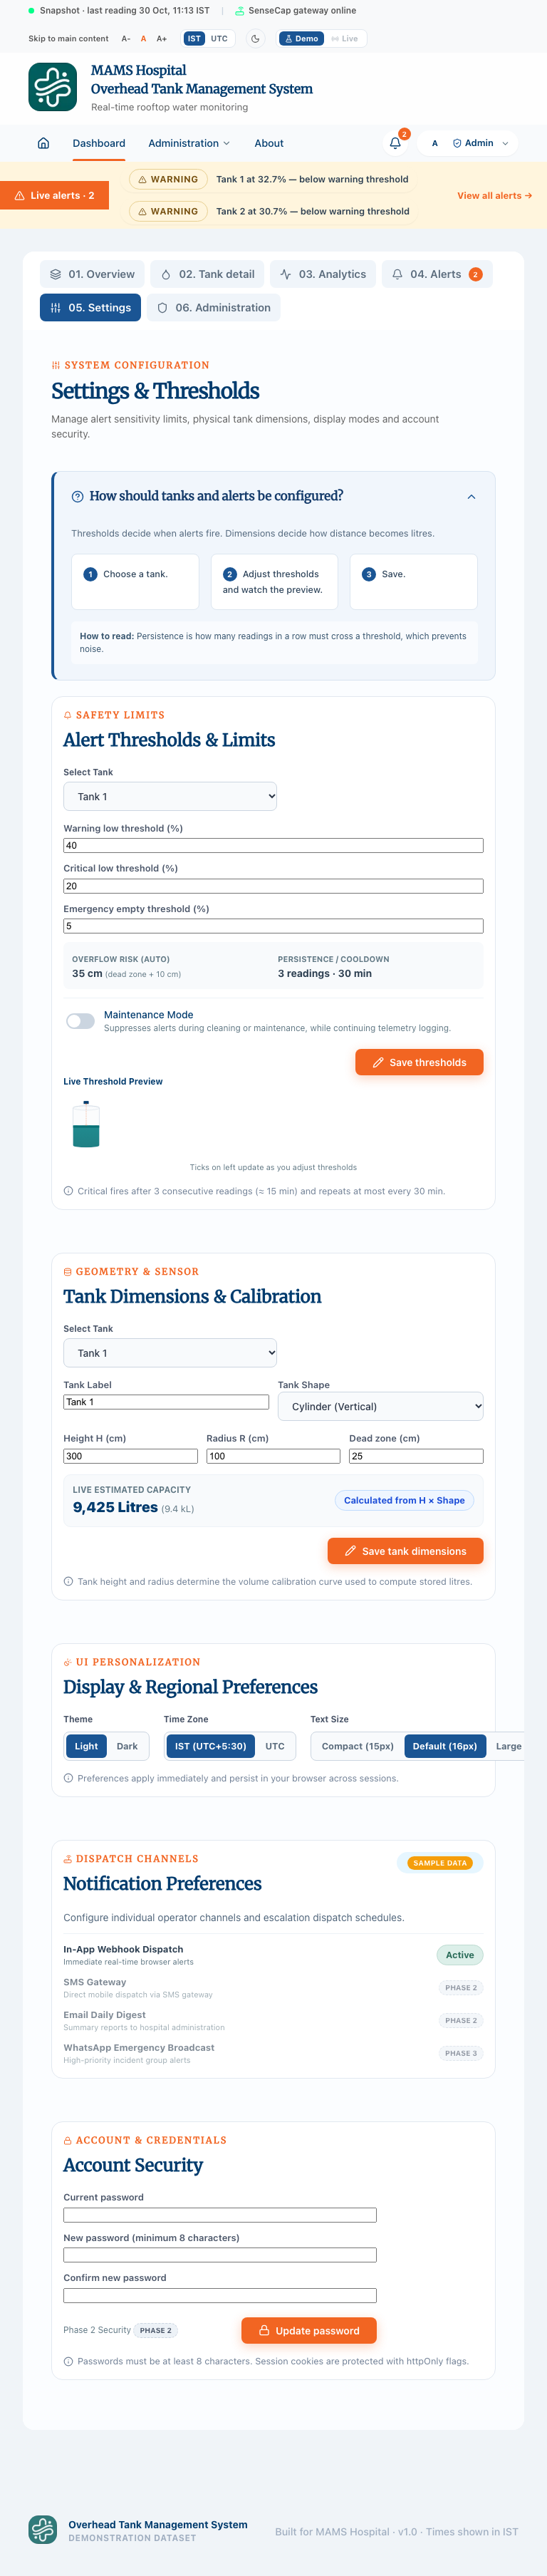 Snapshot · last reading 30 Oct, 11:13 IST | SenseCap gateway online
Skip to main content A- A A+ IST UTC Demo Live
MAMS Hospital
Overhead Tank Management System
Real-time rooftop water monitoring
Dashboard Administration About 2 A Admin
Live alerts · 2
WARNING Tank 1 at 32.7% — below warning threshold
WARNING Tank 2 at 30.7% — below warning threshold
View all alerts →
01. Overview 02. Tank detail 03. Analytics 04. Alerts 2
05. Settings 06. Administration
SYSTEM CONFIGURATION
Settings & Thresholds
Manage alert sensitivity limits, physical tank dimensions, display modes and account
security.
How should tanks and alerts be configured?
Thresholds decide when alerts fire. Dimensions decide how distance becomes litres.
1 Choose a tank.
2 Adjust thresholds
and watch the preview.
3 Save.
How to read: Persistence is how many readings in a row must cross a threshold, which prevents
noise.
SAFETY LIMITS
Alert Thresholds & Limits
Select Tank
Tank 1
Warning low threshold (%)
40
Critical low threshold (%)
20
Emergency empty threshold (%)
5
OVERFLOW RISK (AUTO) PERSISTENCE / COOLDOWN
35 cm (dead zone + 10 cm) 3 readings · 30 min
Maintenance Mode
Suppresses alerts during cleaning or maintenance, while continuing telemetry logging.
Save thresholds
Live Threshold Preview
Ticks on left update as you adjust thresholds
Critical fires after 3 consecutive readings (≈ 15 min) and repeats at most every 30 min.
GEOMETRY & SENSOR
Tank Dimensions & Calibration
Select Tank
Tank 1
Tank Label Tank Shape
Tank 1 Cylinder (Vertical)
Height H (cm) Radius R (cm) Dead zone (cm)
300 100 25
LIVE ESTIMATED CAPACITY
9,425 Litres (9.4 kL) Calculated from H × Shape
Save tank dimensions
Tank height and radius determine the volume calibration curve used to compute stored litres.
UI PERSONALIZATION
Display & Regional Preferences
Theme Time Zone Text Size
Light Dark IST (UTC+5:30) UTC Compact (15px) Default (16px) Large
Preferences apply immediately and persist in your browser across sessions.
DISPATCH CHANNELS SAMPLE DATA
Notification Preferences
Configure individual operator channels and escalation dispatch schedules.
In-App Webhook Dispatch
Immediate real-time browser alerts
Active
SMS Gateway
Direct mobile dispatch via SMS gateway
PHASE 2
Email Daily Digest
Summary reports to hospital administration
PHASE 2
WhatsApp Emergency Broadcast
High-priority incident group alerts
PHASE 3
ACCOUNT & CREDENTIALS
Account Security
Current password
New password (minimum 8 characters)
Confirm new password
Phase 2 Security PHASE 2 Update password
Passwords must be at least 8 characters. Session cookies are protected with httpOnly flags.
Overhead Tank Management System
DEMONSTRATION DATASET
Built for MAMS Hospital · v1.0 · Times shown in IST